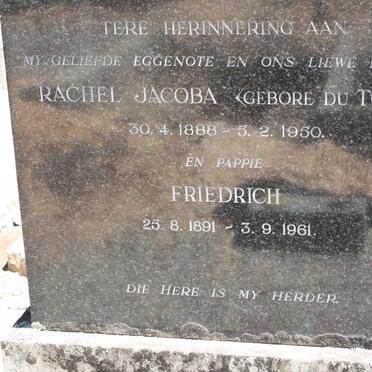 TERE HERINNERING AAN
MY GELIEFDE EGGENOTE EN ONS LIEWE
RACHEL JACOBA (GEBORE DU T
30. 4. 1888 – 5. 2. 1950.
EN PAPPIE
FRIEDRICH
25. 8. 1891 – 3. 9. 1961.
DIE HERE IS MY HERDER.